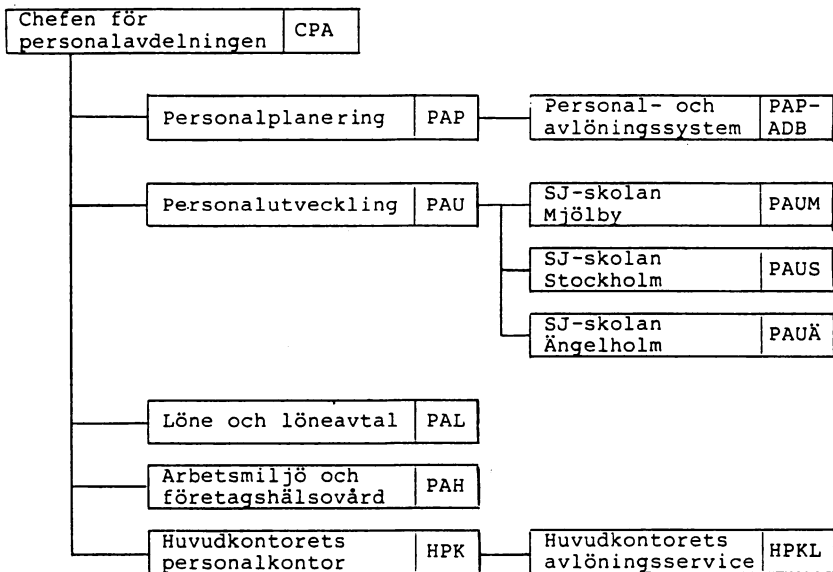 Chefen för
personalavdelningen CPA
Personalplanering PAP
Personal- och PAP-
avlöningssystem ADB
Personalutveckling PAU
SJ-skolan
Mjölby PAUM
SJ-skolan
Stockholm PAUS
SJ-skolan
Ängelholm PAUÄ
Löne och löneavtal PAL
Arbetsmiljö och
företagshälsovård PAH
Huvudkontorets
personalkontor HPK
Huvudkontorets
avlöningsservice HPKL